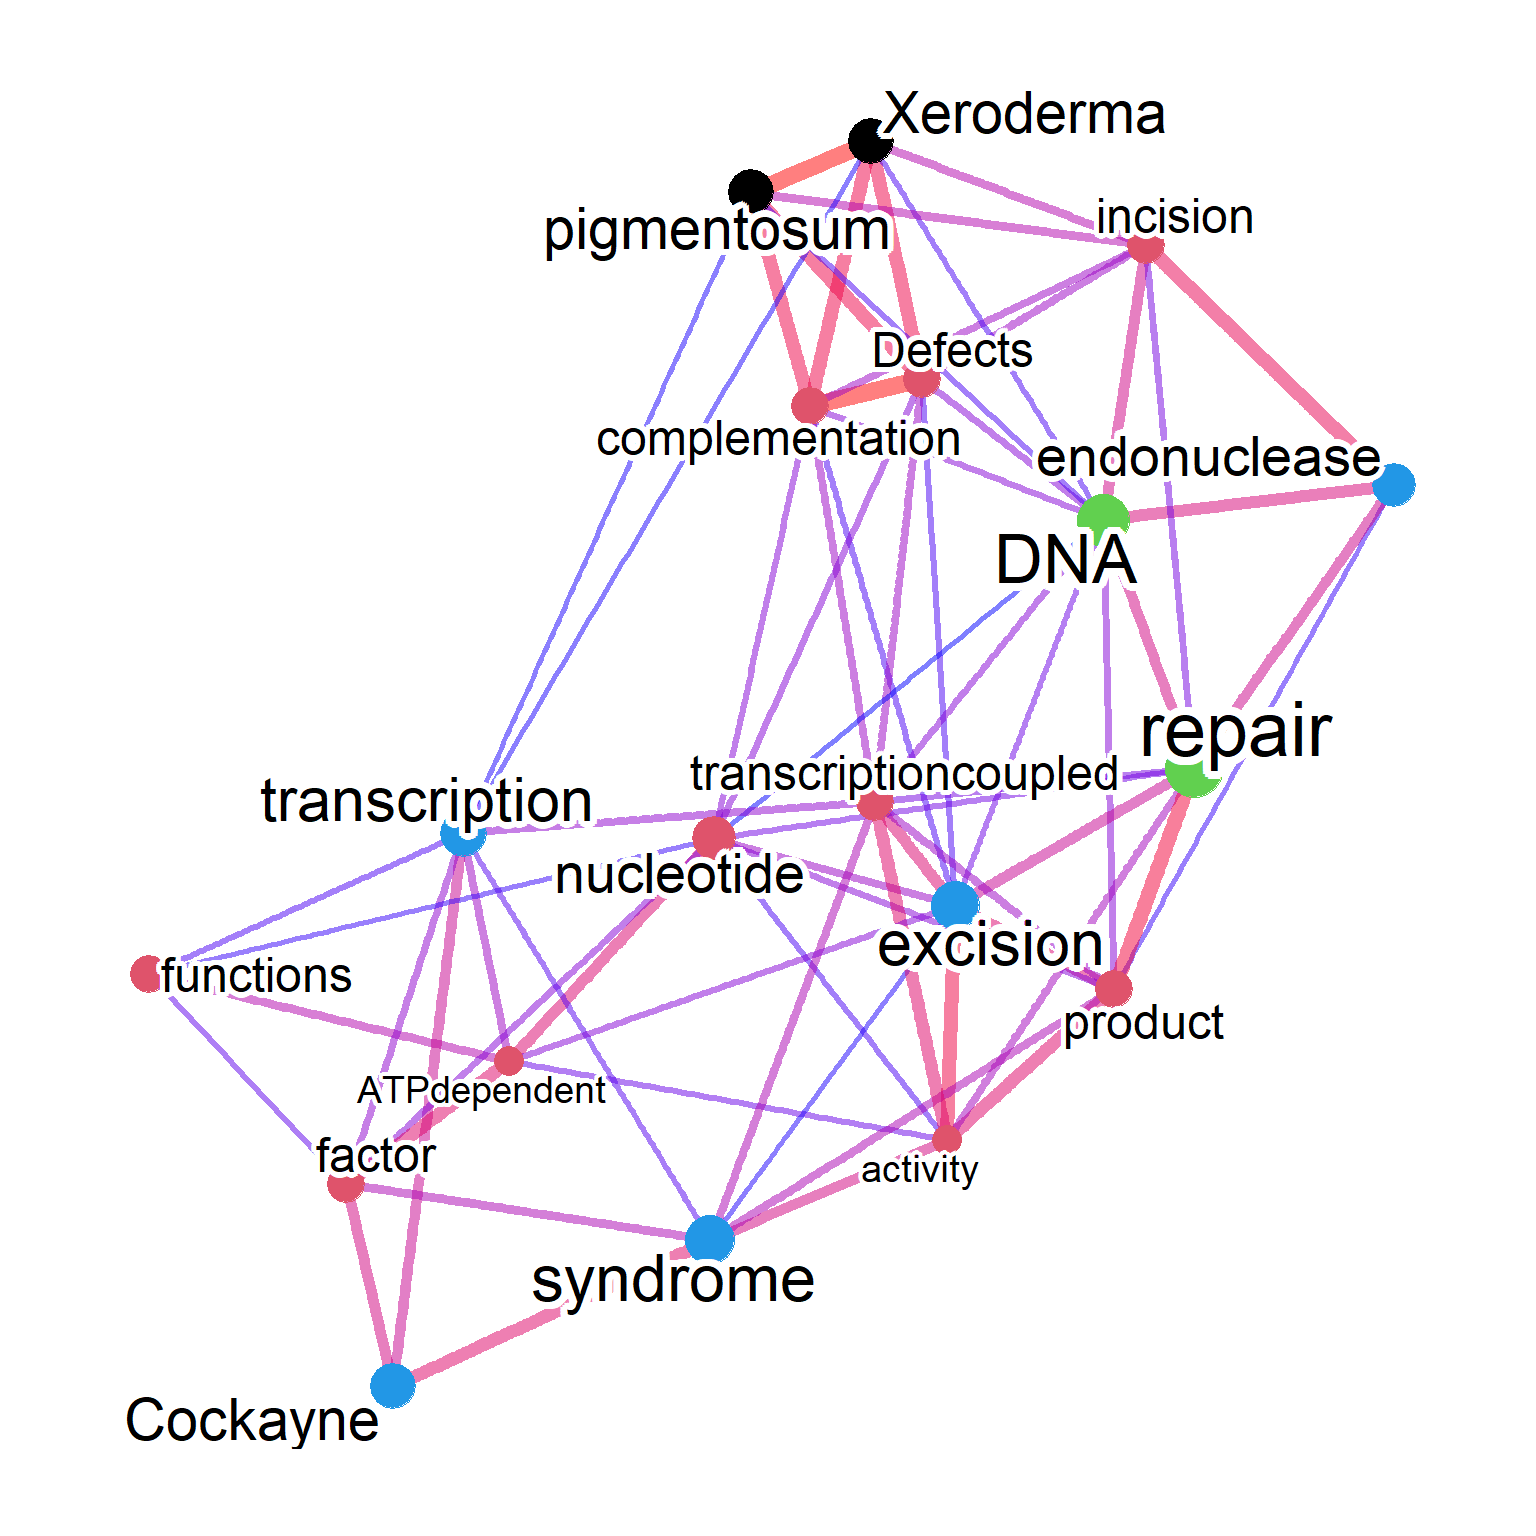 Xeroderma
incision
pigmentosum
Defects
complementation
endonuclease
DNA
repair
transcriptioncoupled
transcription
nucleotide
excision
functions
product
ATPdependent
factor
activity
syndrome
Cockayne